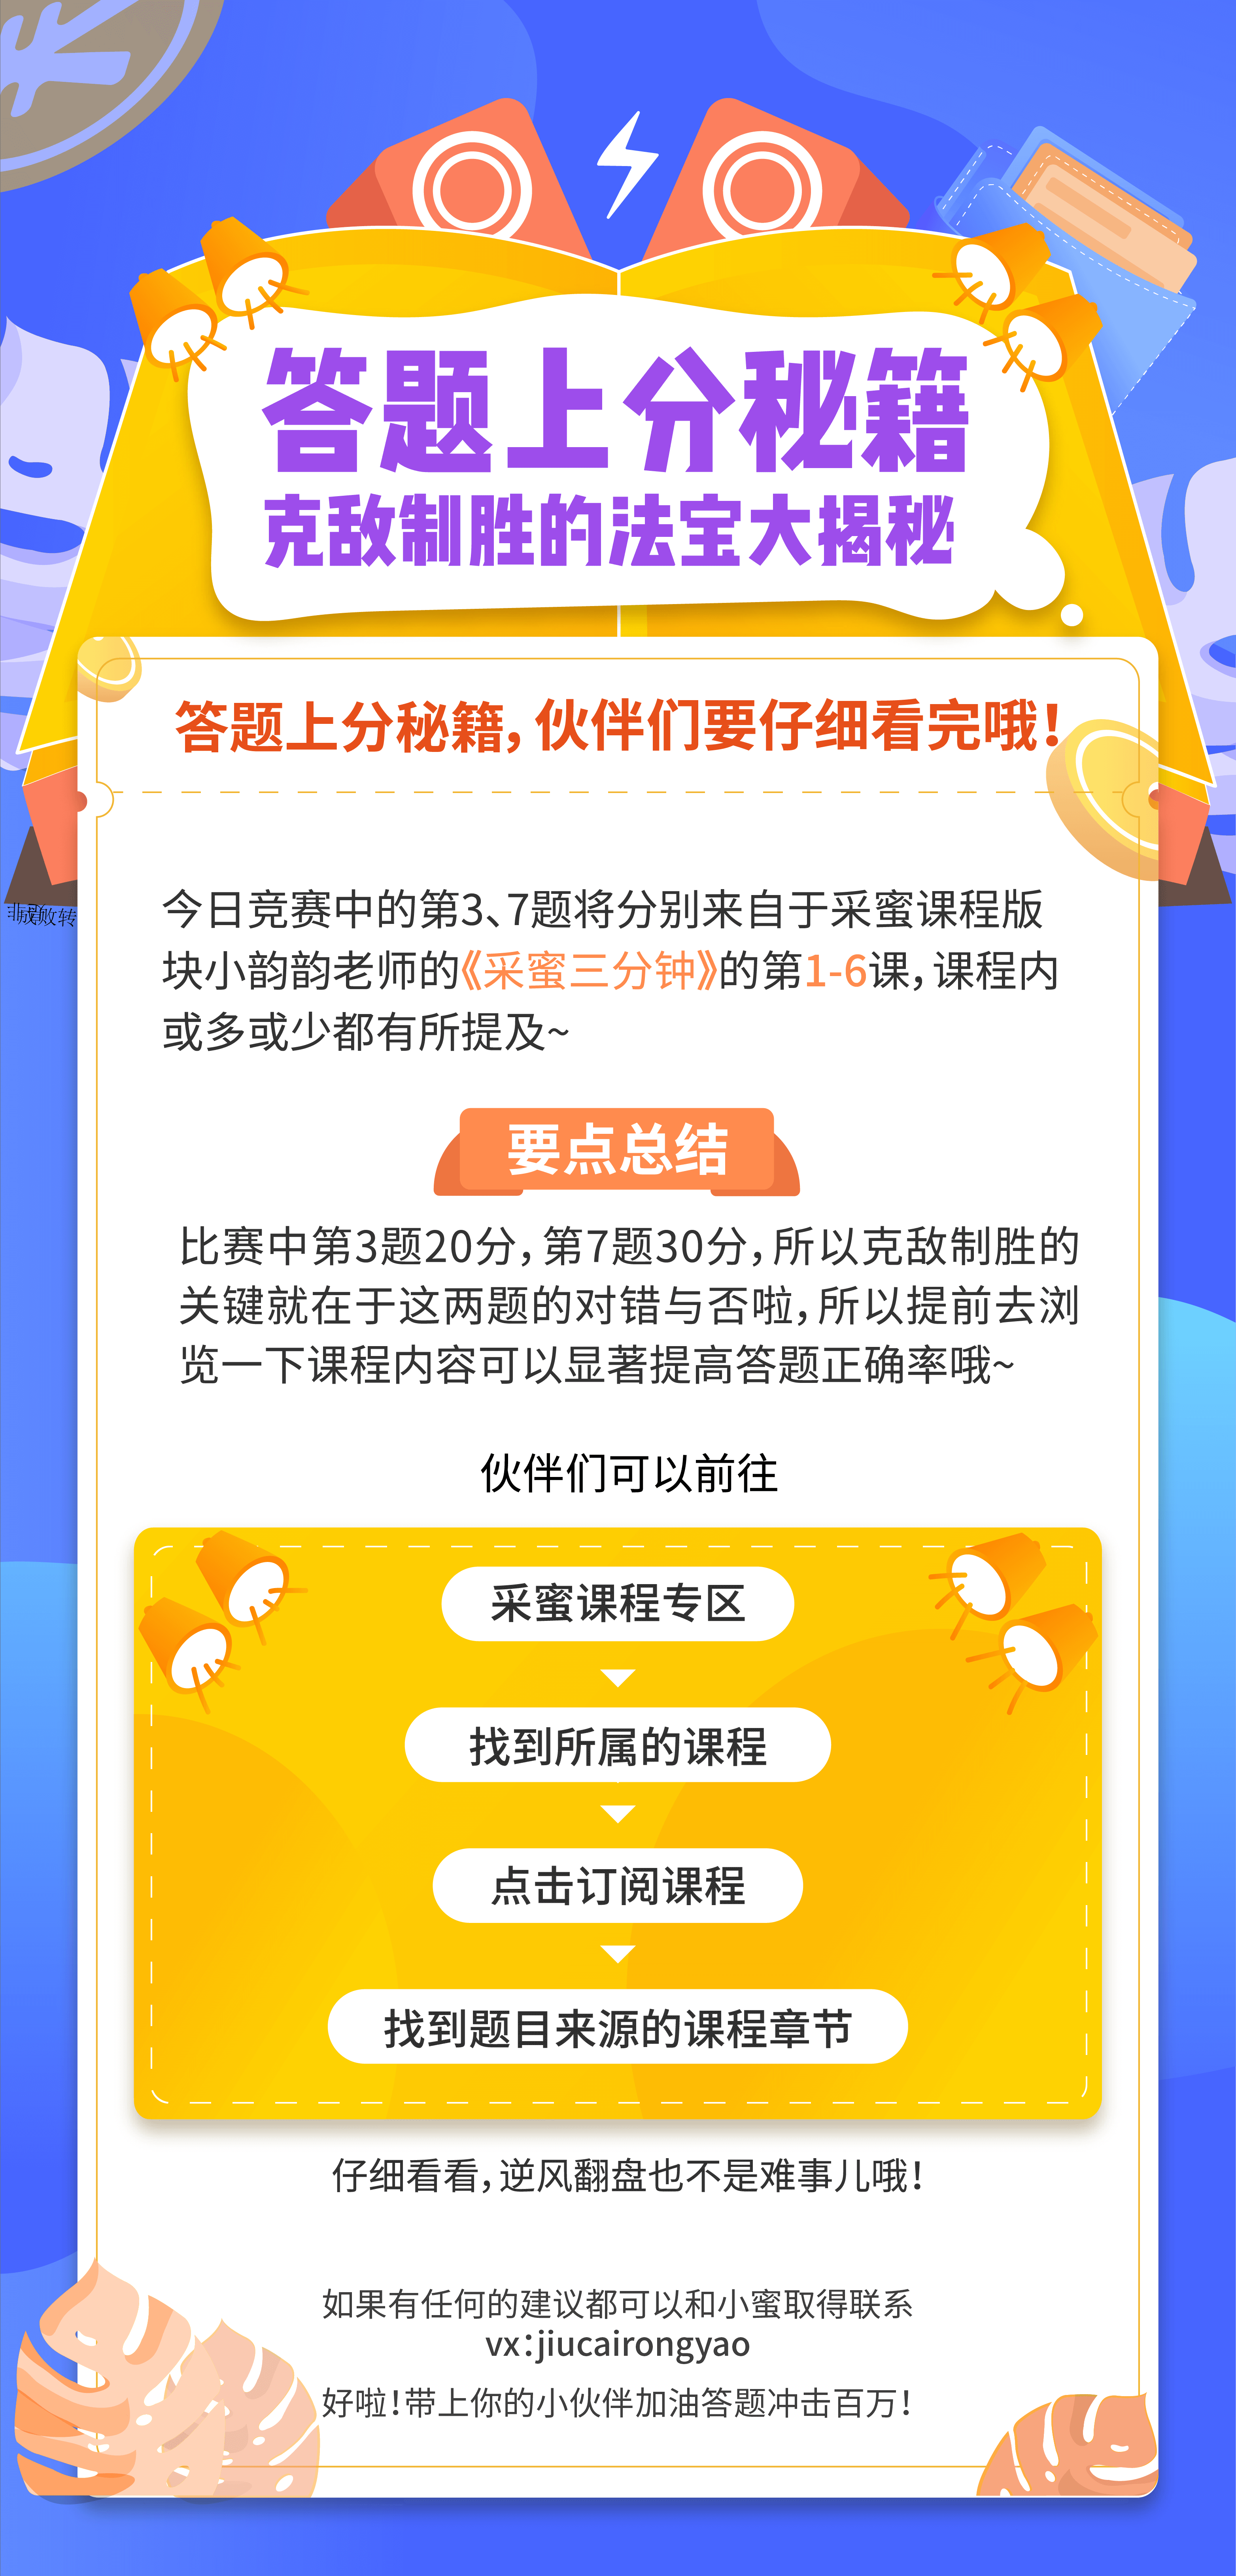 答题上分秘籍
克敌制胜的法宝大揭秘
答题上分秘籍，伙伴们要仔细看完哦！
今日竞赛中的第3、7题将分别来自于采蜜课程版
块小韵韵老师的《采蜜三分钟》的第1-6课，课程内
或多或少都有所提及~
要点总结
比赛中第3题20分，第7题30分，所以克敌制胜的
关键就在于这两题的对错与否啦，所以提前去浏
览一下课程内容可以显著提高答题正确率哦~
伙伴们可以前往
采蜜课程专区
找到所属的课程
点击订阅课程
找到题目来源的课程章节
仔细看看，逆风翻盘也不是难事儿哦！
如果有任何的建议都可以和小蜜取得联系
vx：jiucairongyao
好啦！带上你的小伙伴加油答题冲击百万！